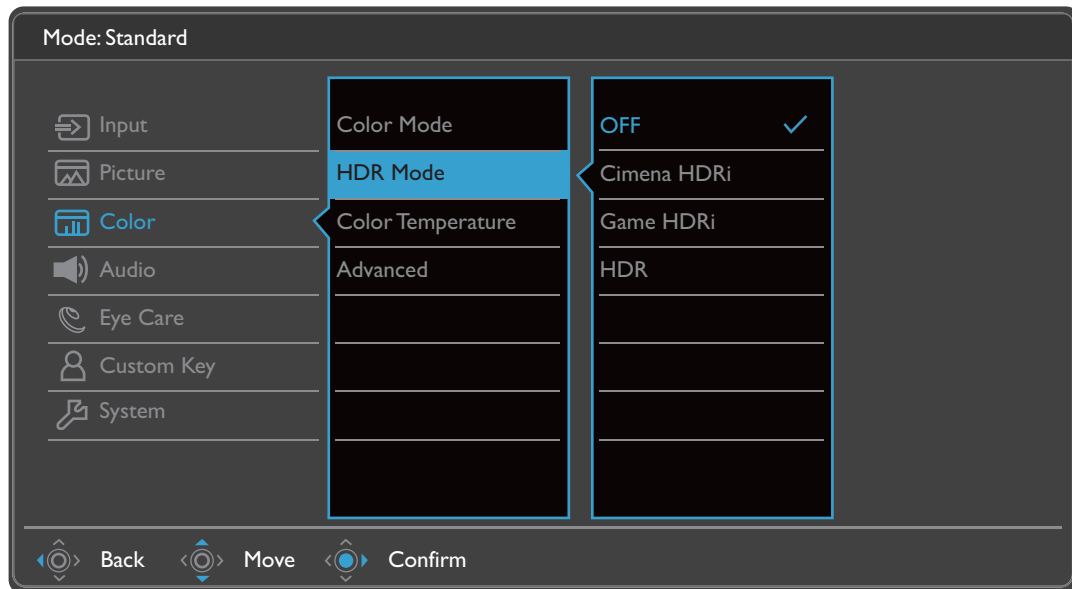 Mode: Standard
Input
Picture
Color
Audio
Eye Care
Custom Key
System
Color Mode
HDR Mode
Color Temperature
Advanced
OFF
Cimena HDRi
Game HDRi
HDR
Back Move Confirm